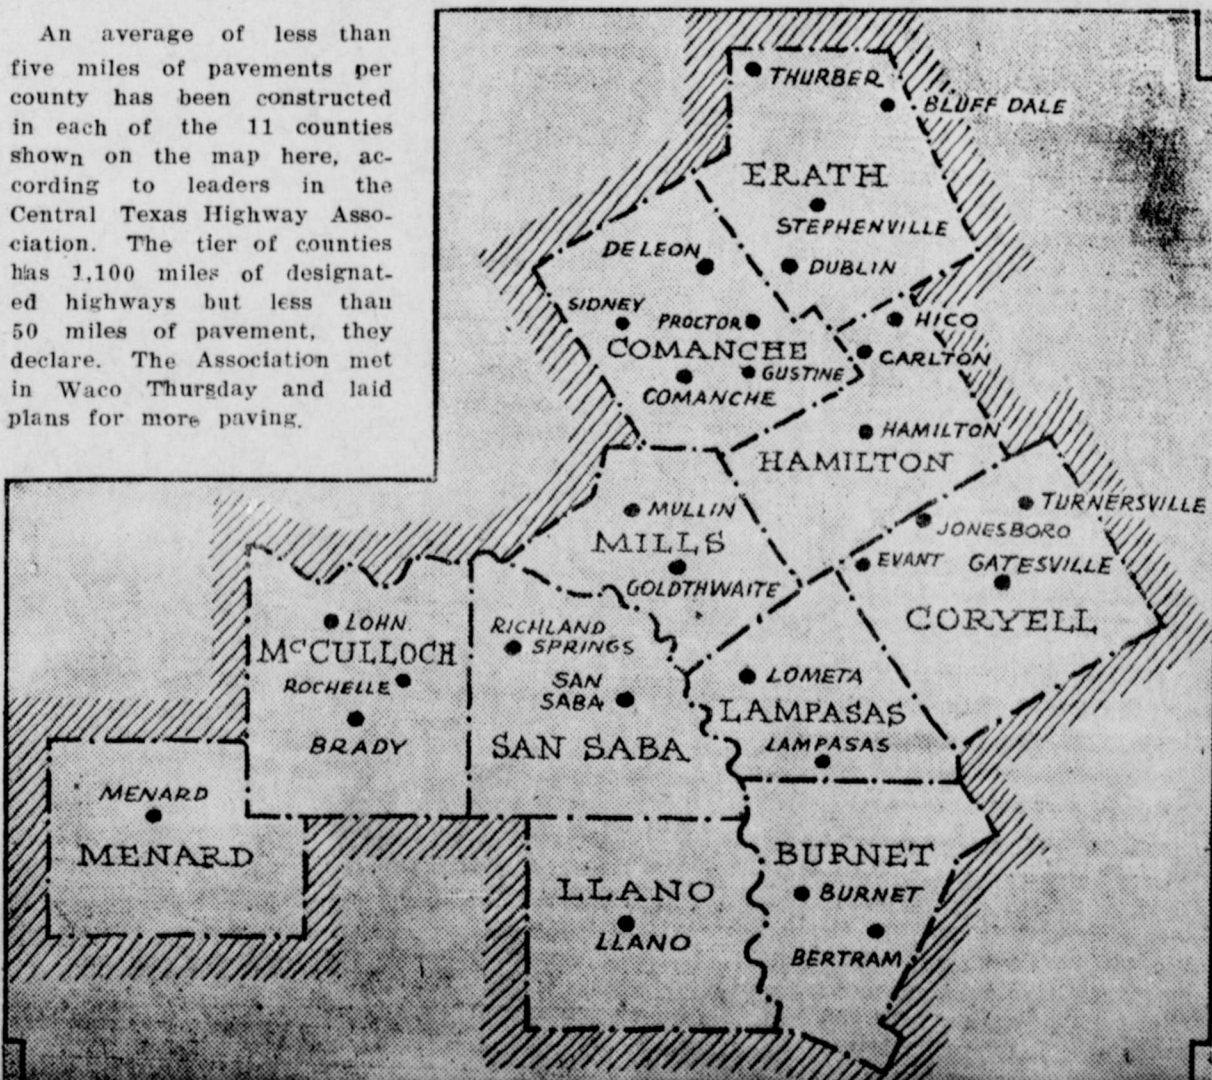 An average of less than
five miles of pavements per
county has been constructed
in each of the 11 counties
shown on the map here, ac-
cording to leaders in the
Central Texas Highway Asso-
ciation. The tier of counties
has 1,100 miles of designat-
ed highways but less than
50 miles of pavement, they
declare. The Association met
in Waco Thursday and laid
plans for more paving.
THURBER
BLUFF DALE
ERATH
STEPHENVILLE
DE LEON
DUBLIN
SIDNEY
PROCTOR
HICO
COMANCHE
CARLTON
GUSTINE
COMANCHE
HAMILTON
HAMILTON
MULLIN
TURNERSVILLE
JONESBORO
MILLS
EVANT
GATESVILLE
GOLDTHWAITE
CORYELL
LOHN
RICHLAND
SPRINGS
McCULLOCH
ROCHELLE
SAN
SABA
LOMETA
LAMPASAS
BRADY
SAN SABA
LAMPASAS
MENARD
MENARD
BURNET
LLANO
BURNET
LLANO
BERTRAM